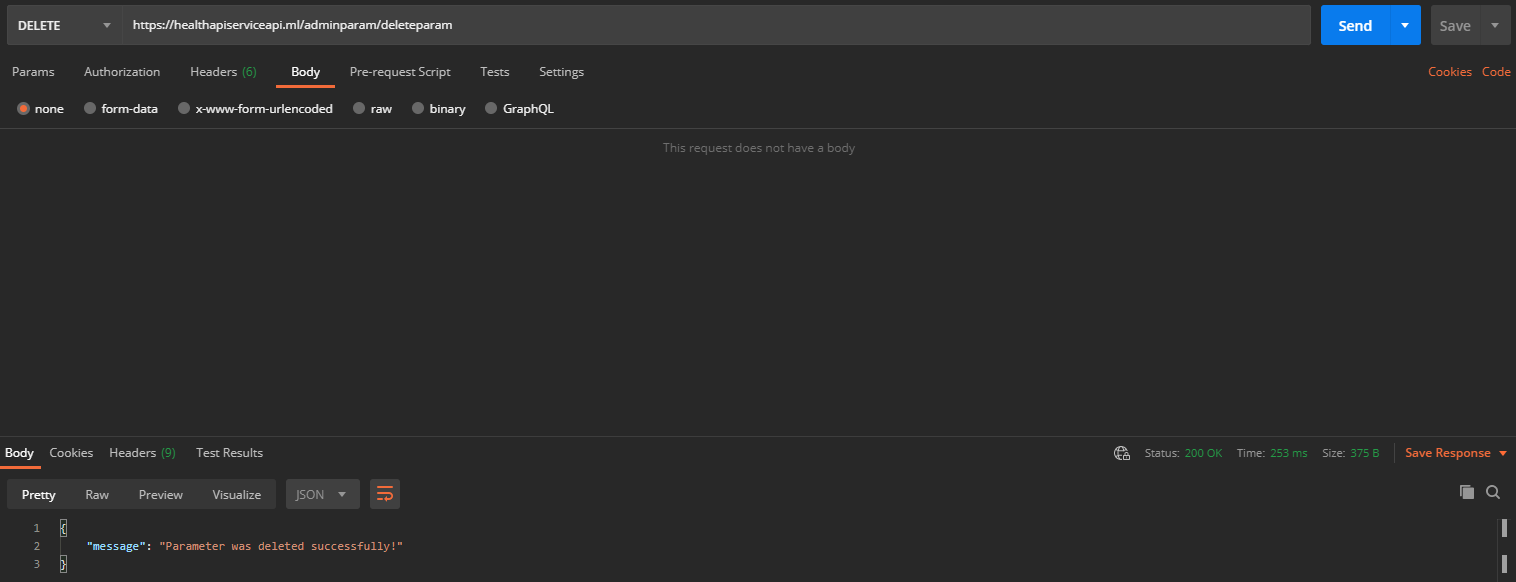 DELETE https://healthapiserviceapi.ml/adminparam/deleteparam Send Save
Params Authorization Headers (6) Body Pre-request Script Tests Settings Cookies Code
none form-data x-www-form-urlencoded raw binary GraphQL
This request does not have a body
Body Cookies Headers (9) Test Results Status: 200 OK Time: 253 ms Size: 375 B Save Response
Pretty Raw Preview Visualize JSON
1 {
2 "message": "Parameter was deleted successfully!"
3 }